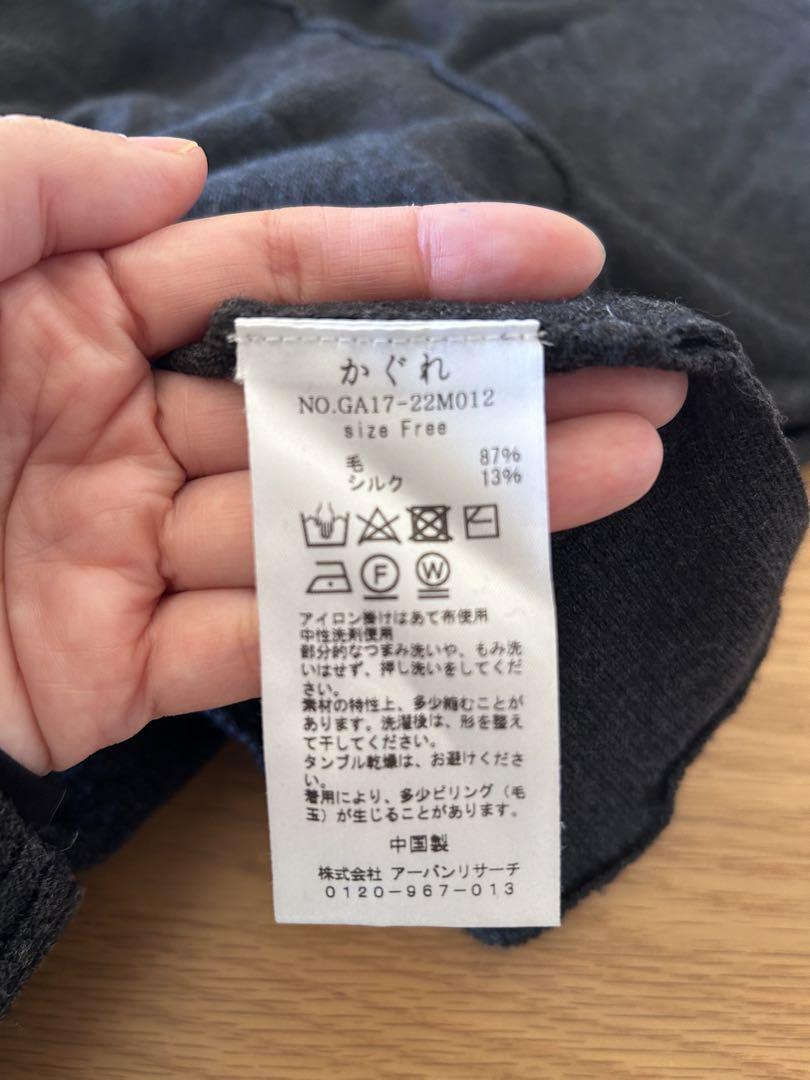 かぐれ
NO.GA17-22M012
size Free
毛 87%
シルク 13%
F W
アイロン掛けはあて布使用
中性洗剤使用
部分的なつまみ洗いや、もみ洗
いはせず、押し洗いをしてくだ
さい。
素材の特性上、多少縮むことが
あります。洗濯後は、形を整え
て干してください。
タンブル乾燥は、お避けくださ
い。
着用により、多少ピリング（毛
玉）が生じることがあります。
中国製
株式会社 アーバンリサーチ
0120-967-013